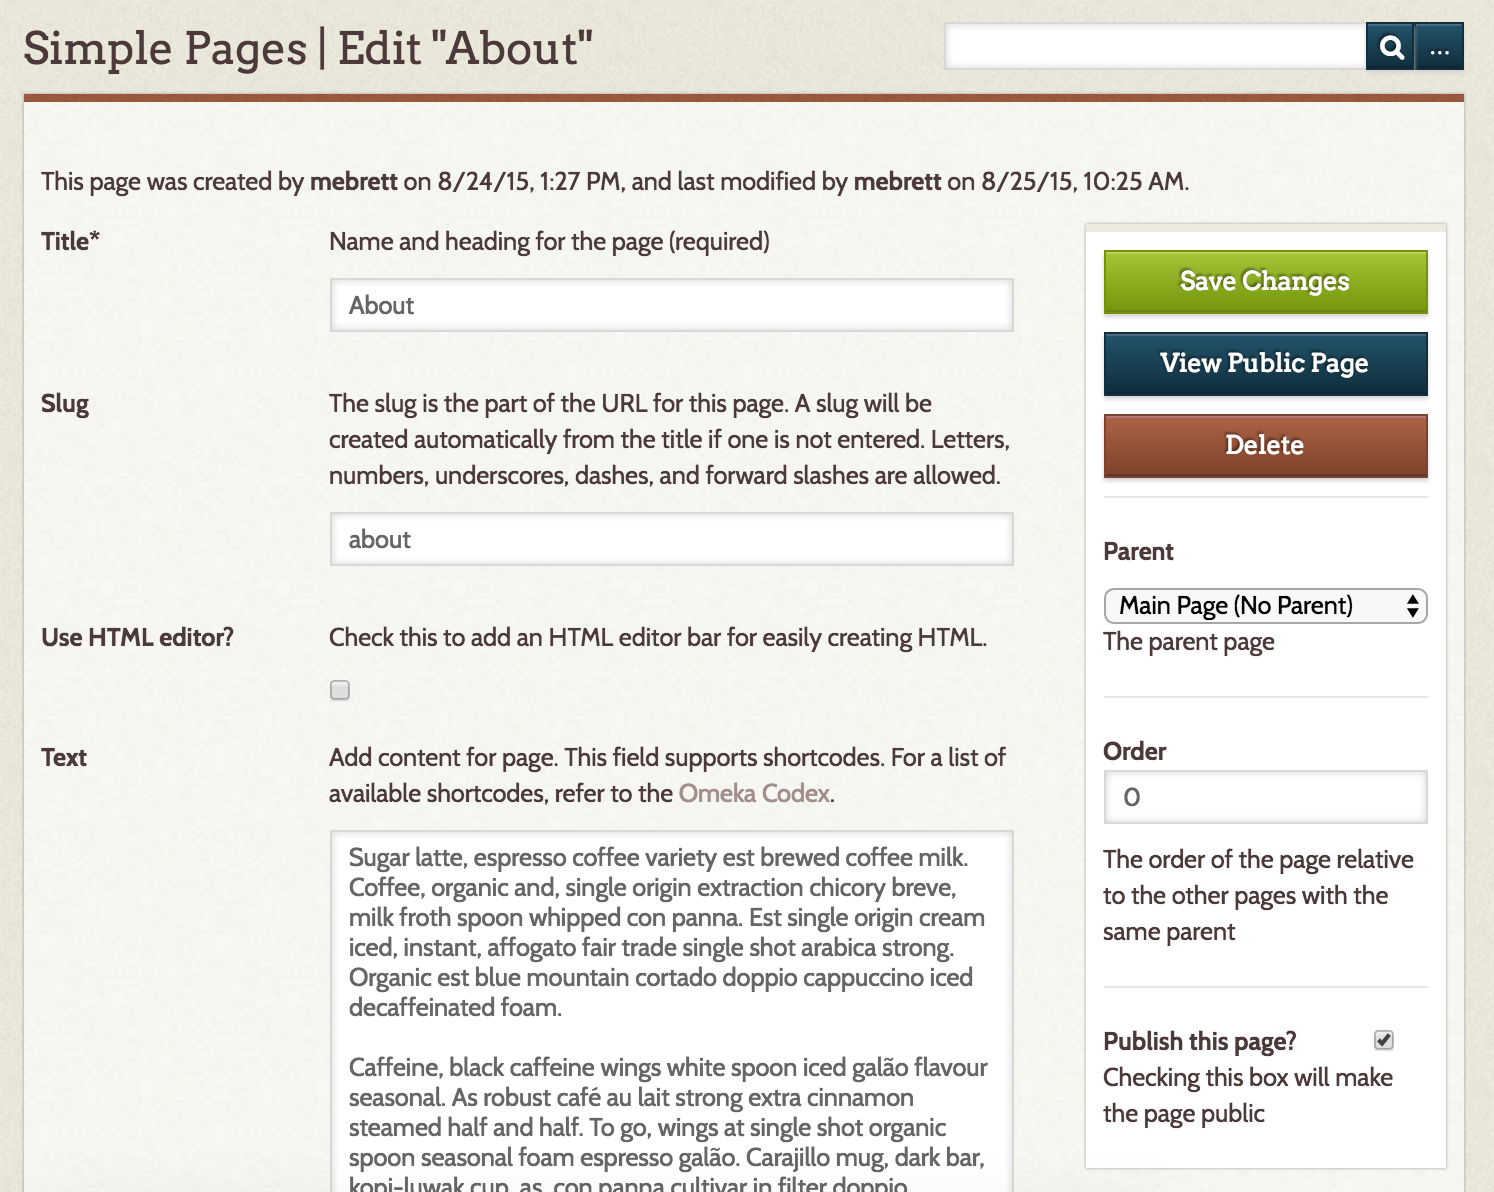 Simple Pages | Edit "About"
...
This page was created by mebrett on 8/24/15, 1:27 PM, and last modified by mebrett on 8/25/15, 10:25 AM.
Title*
Name and heading for the page (required)
About
Slug
The slug is the part of the URL for this page. A slug will be
created automatically from the title if one is not entered. Letters,
numbers, underscores, dashes, and forward slashes are allowed.
about
Use HTML editor?
Check this to add an HTML editor bar for easily creating HTML.
Text
Add content for page. This field supports shortcodes. For a list of
available shortcodes, refer to the Omeka Codex.
Sugar latte, espresso coffee variety est brewed coffee milk.
Coffee, organic and, single origin extraction chicory breve,
milk froth spoon whipped con panna. Est single origin cream
iced, instant, affogato fair trade single shot arabica strong.
Organic est blue mountain cortado doppio cappuccino iced
decaffeinated foam.
Caffeine, black caffeine wings white spoon iced galão flavour
seasonal. As robust café au lait strong extra cinnamon
steamed half and half. To go, wings at single shot organic
spoon seasonal foam espresso galão. Carajillo mug, dark bar,
kopi-luwak cup, as, con panna cultivar in filter doppio
Save Changes
View Public Page
Delete
Parent
Main Page (No Parent)
The parent page
Order
0
The order of the page relative
to the other pages with the
same parent
Publish this page?
Checking this box will make
the page public